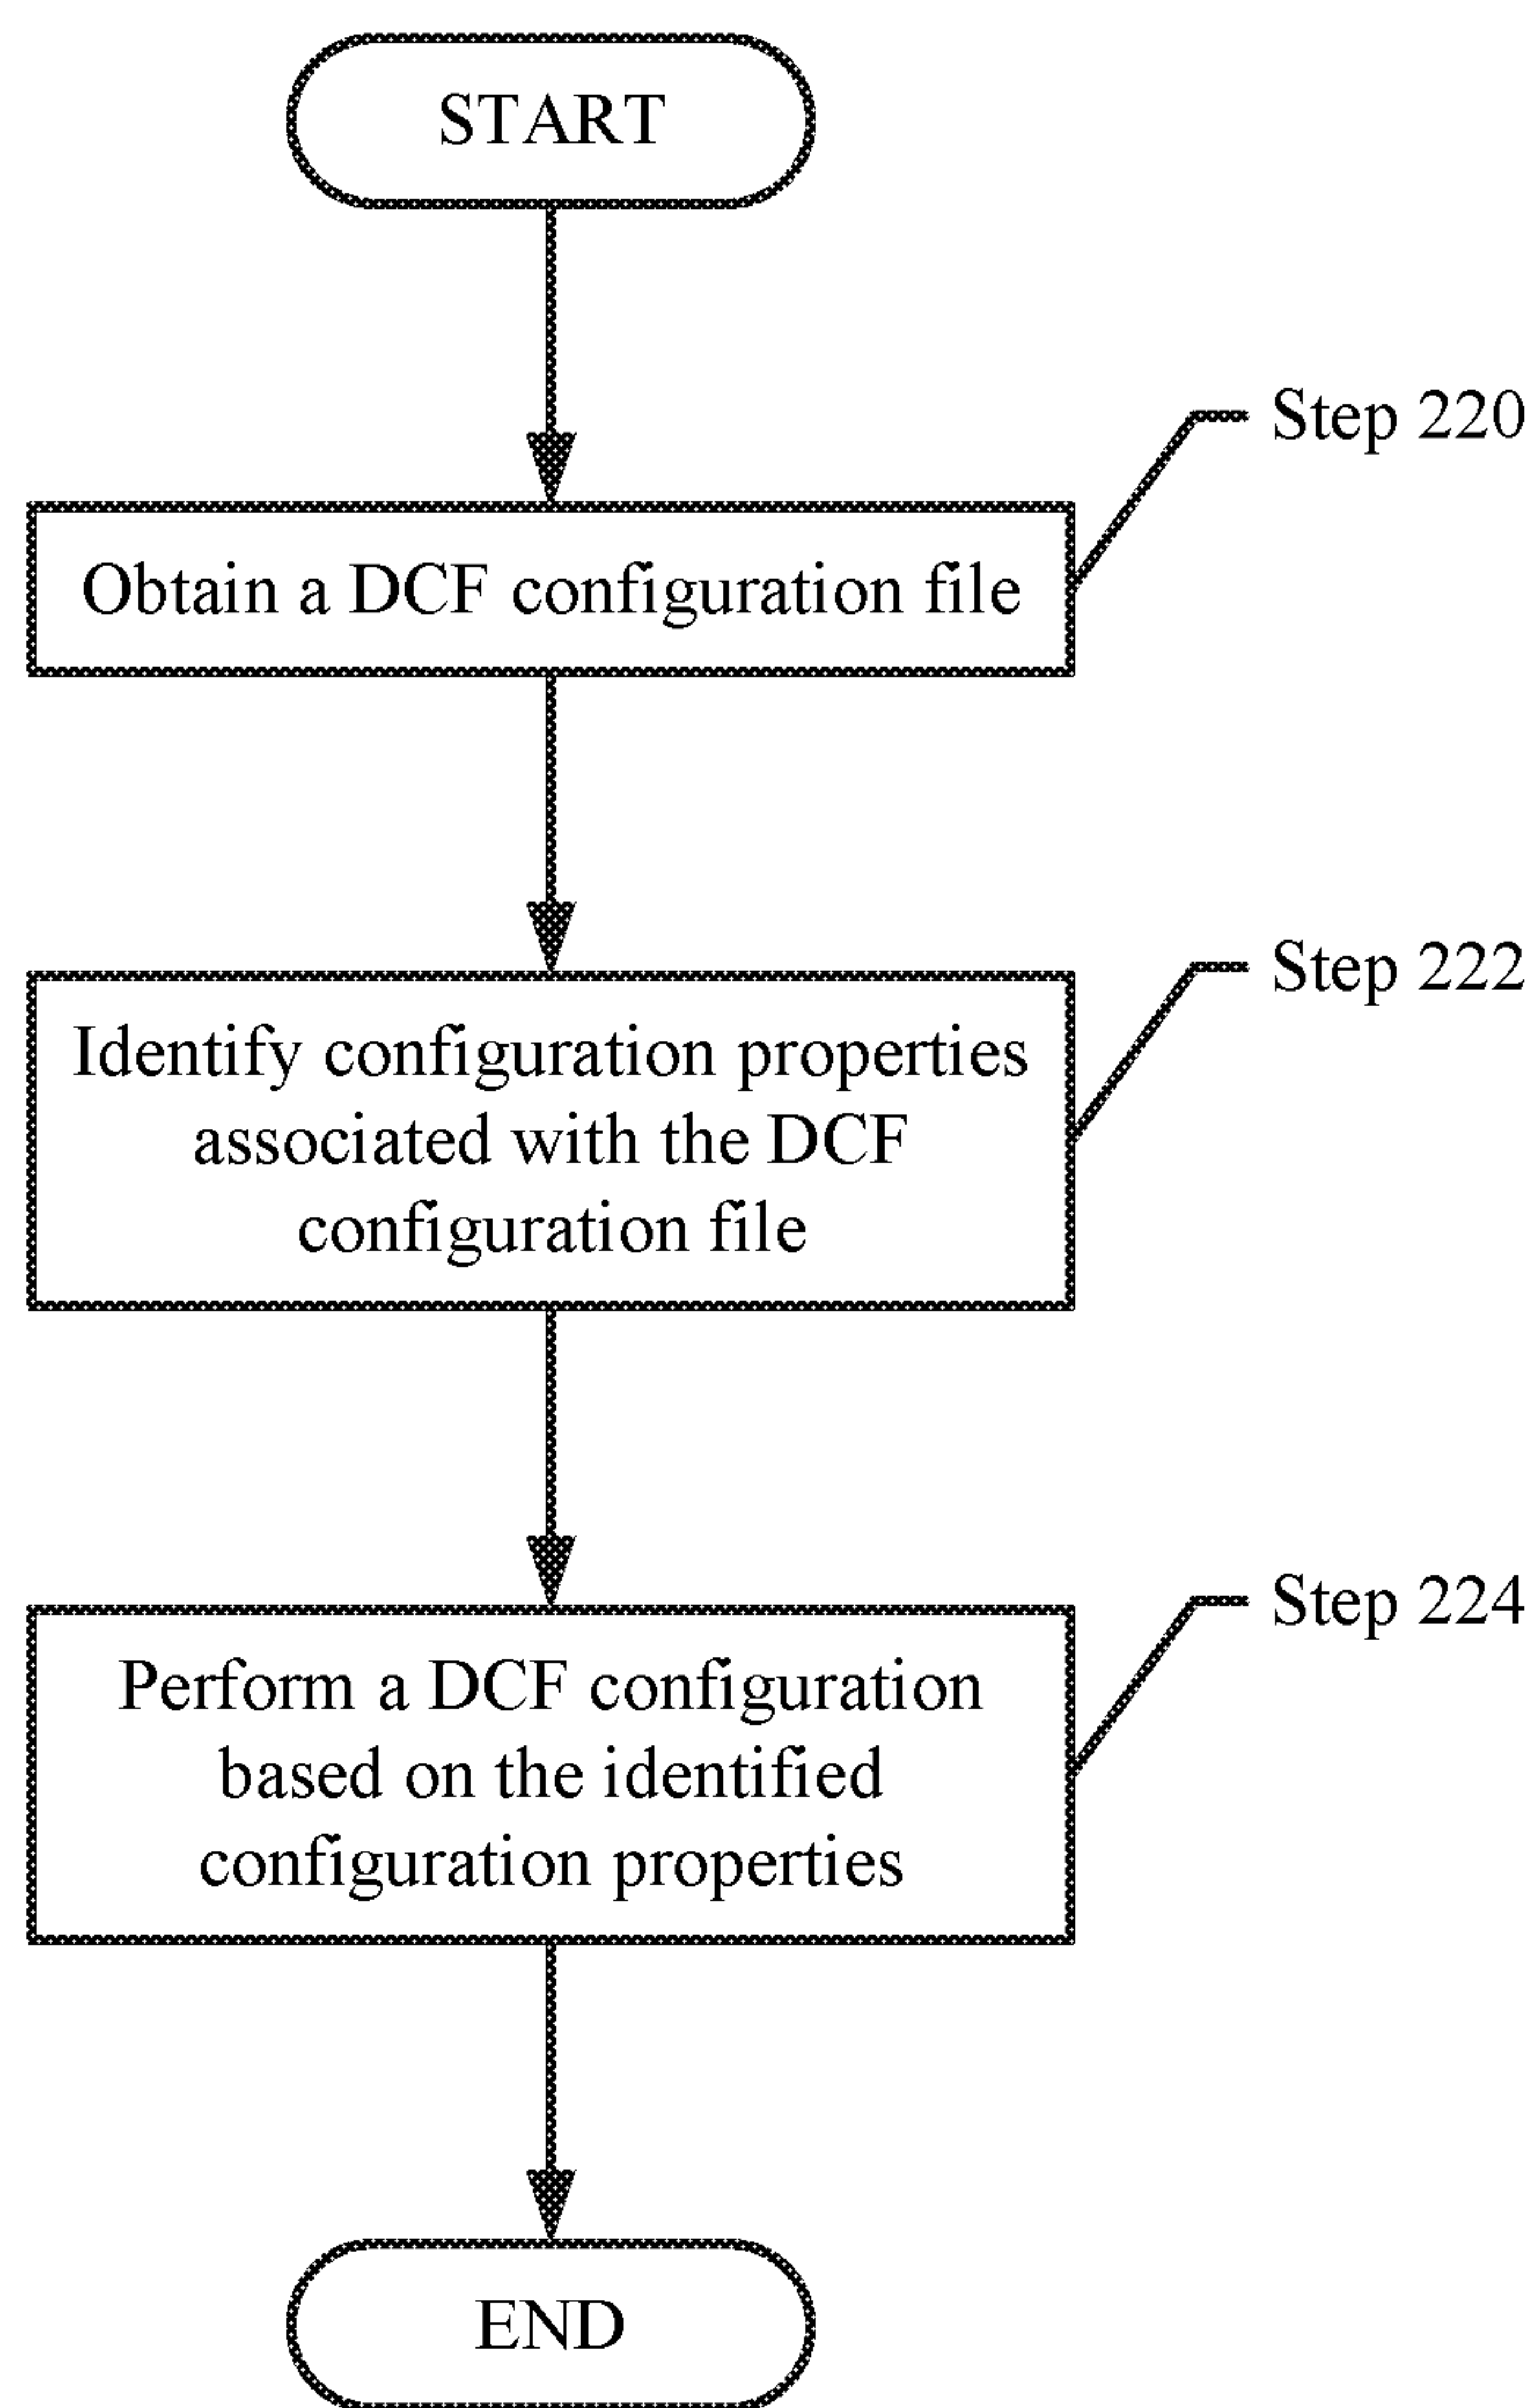 START
Step 220
Obtain a DCF configuration file
Step 222
Identify configuration properties
associated with the DCF
configuration file
Step 224
Perform a DCF configuration
based on the identified
configuration properties
END